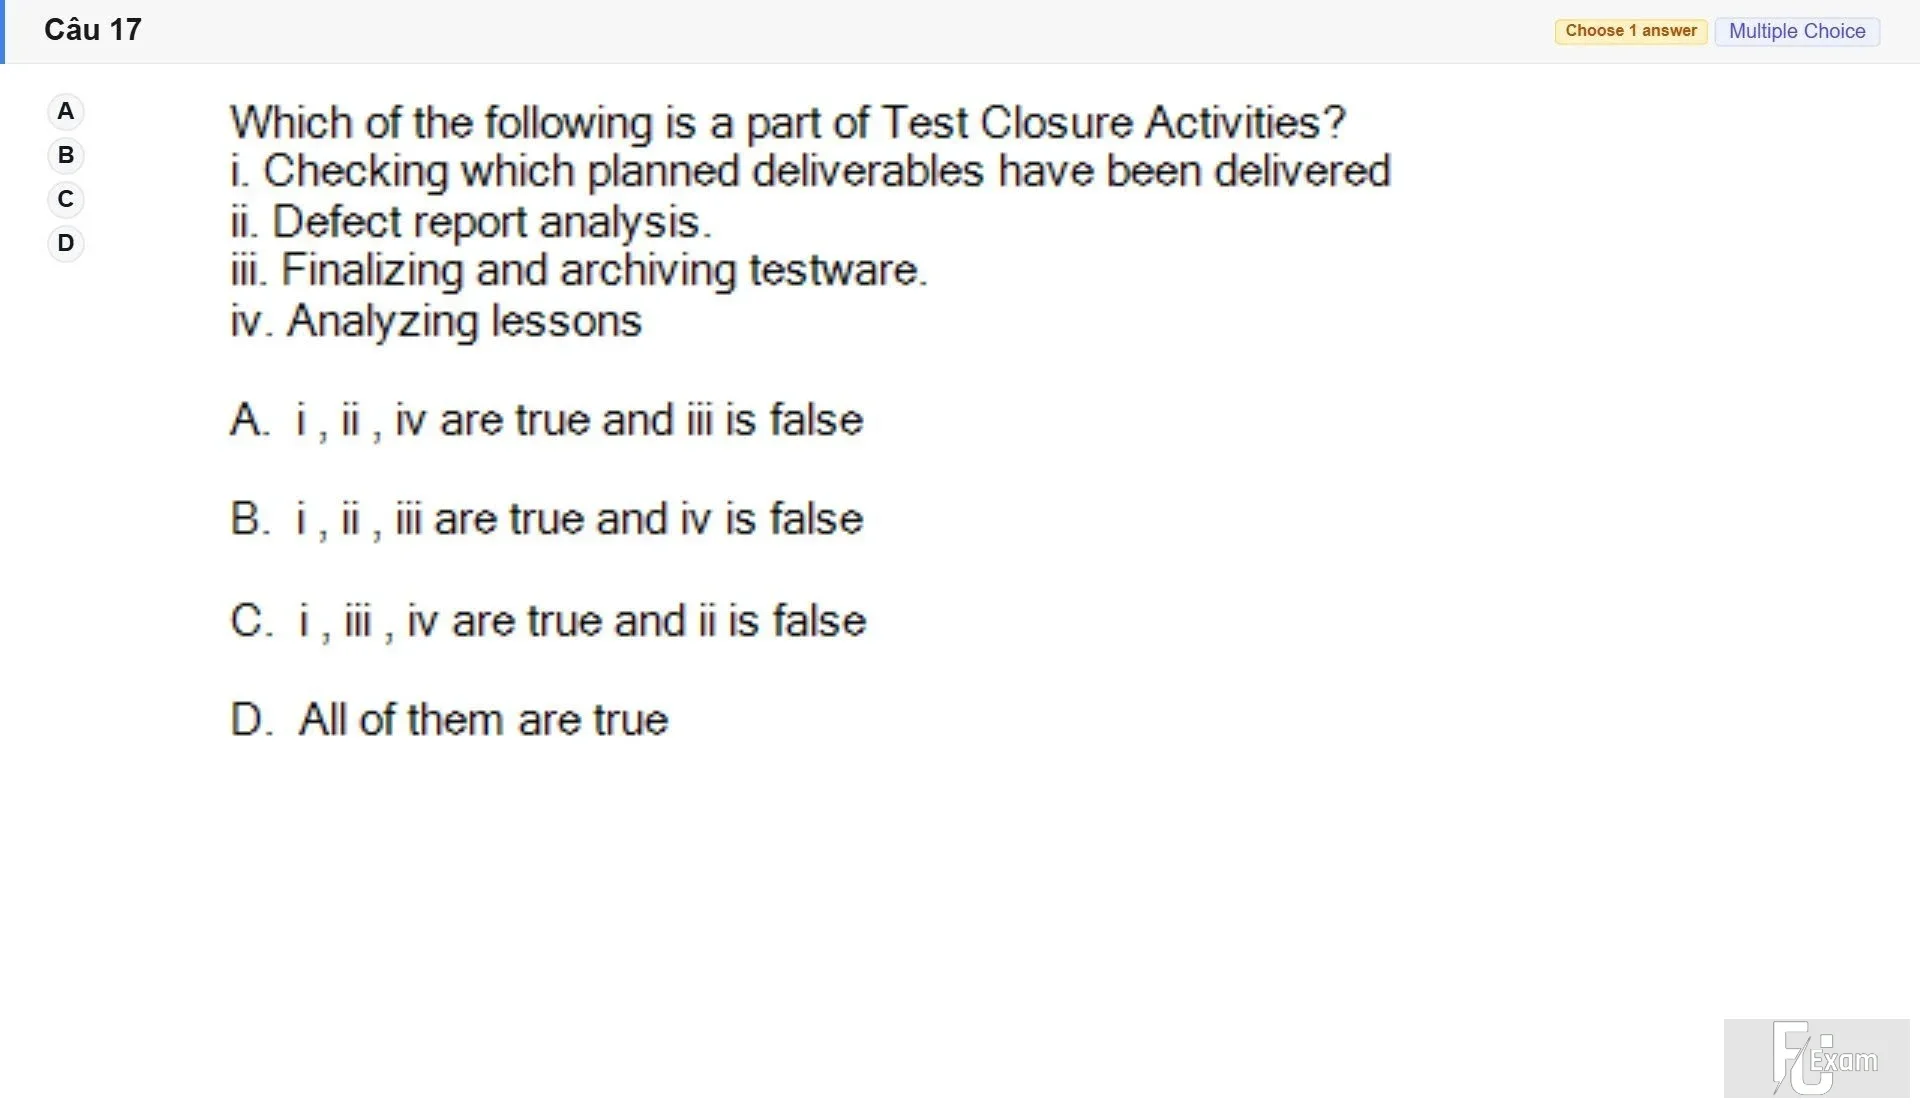 Câu 17
Choose 1 answer
Multiple Choice
A
B
C
D
Which of the following is a part of Test Closure Activities?
i. Checking which planned deliverables have been delivered
ii. Defect report analysis.
iii. Finalizing and archiving testware.
iv. Analyzing lessons
A. i , ii , iv are true and iii is false
B. i , ii , iii are true and iv is false
C. i , iii , iv are true and ii is false
D. All of them are true
FU Exam